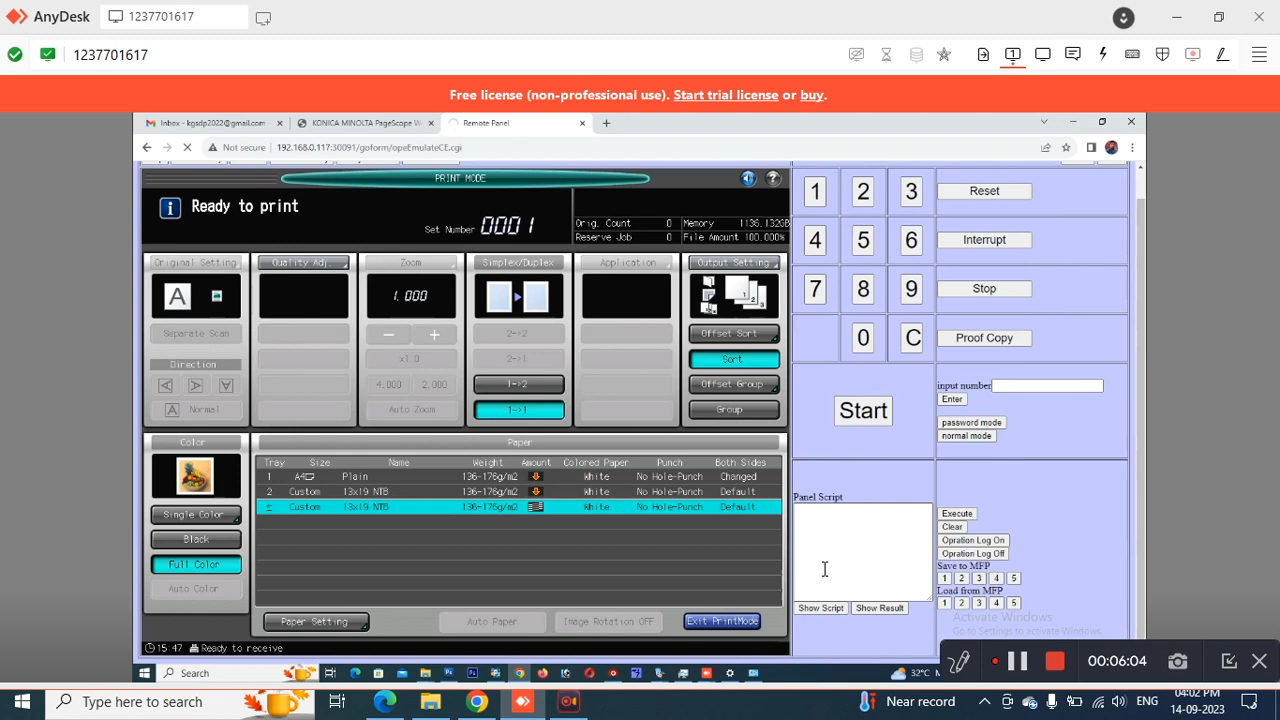 AnyDesk
1237701617
1237701617
1
Free license (non-professional use). Start trial license or buy.
Inbox - kgsdp2022@gmail.com
KONICA MINOLTA PageScope W
Remote Panel
Not secure 192.168.0.117:30091/goform/opeEmulateCE.cgi
PRINT MODE
Ready to print
Set Number 0001
Orig. Count 0 Memory 1136.132GB
Reserve Job 0 File Amount 100.000%
Original Setting Quality Adj. Zoom Simplex/Duplex Application Output Setting
A 1.000 1 2 3
Separate Scan - + 2->2 Offset Sort
Direction x1.0 2->1 Sort
4.000 2.000 1->2 Offset Group
A Normal Auto Zoom 1->1 Group
Color Paper
Tray Size Name Weight Amount Colored Paper Punch Both Sides
1 A4 Plain 136-176g/m2 White No Hole-Punch Changed
2 Custom 13x19 NTB 136-176g/m2 White No Hole-Punch Default
Custom 13x19 NTB 136-176g/m2 White No Hole-Punch Default
Single Color
Black
Full Color
Auto Color
Paper Setting Auto Paper Image Rotation OFF Exit PrintMode
15:47 Ready to receive
1 2 3 Reset
4 5 6 Interrupt
7 8 9 Stop
0 C Proof Copy
Start
input number
Enter
password mode
normal mode
Panel Script
Execute
Clear
Opration Log On
Opration Log Off
Save to MFP
1 2 3 4 5
Load from MFP
1 2 3 4 5
Show Script Show Result
Activate Windows
Go to Settings to activate Windows.
Search
32°C
00:06:04
Type here to search
Near record
ENG
04:02 PM
14-09-2023